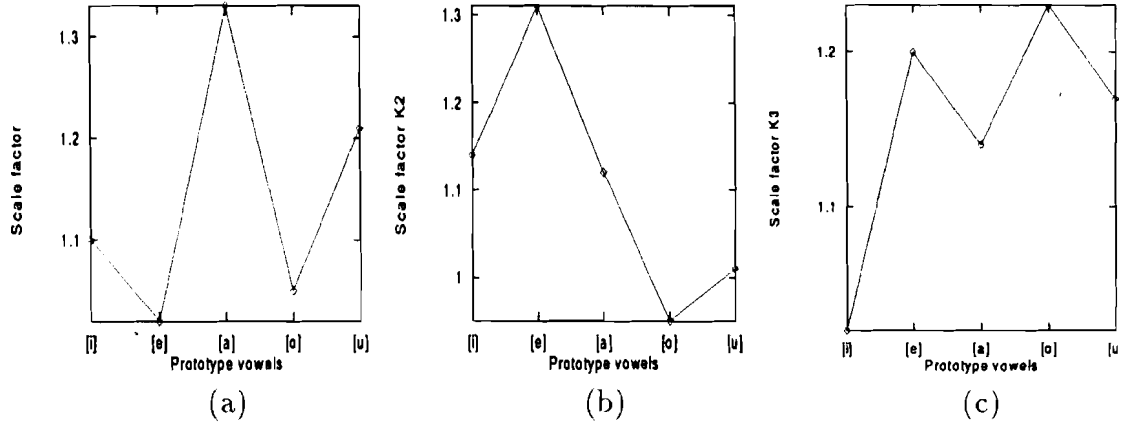 Scale factor
1.3
1.2
1.1
[i] [e] [a] [o] [u]
Prototype vowels
(a)
Scale factor K2
1.3
1.2
1.1
1
[i] [e] [a] [o] [u]
Prototype vowels
(b)
Scale factor K3
1.2
1.1
[i] [e] [a] [o] [u
Prototype vowels
(c)